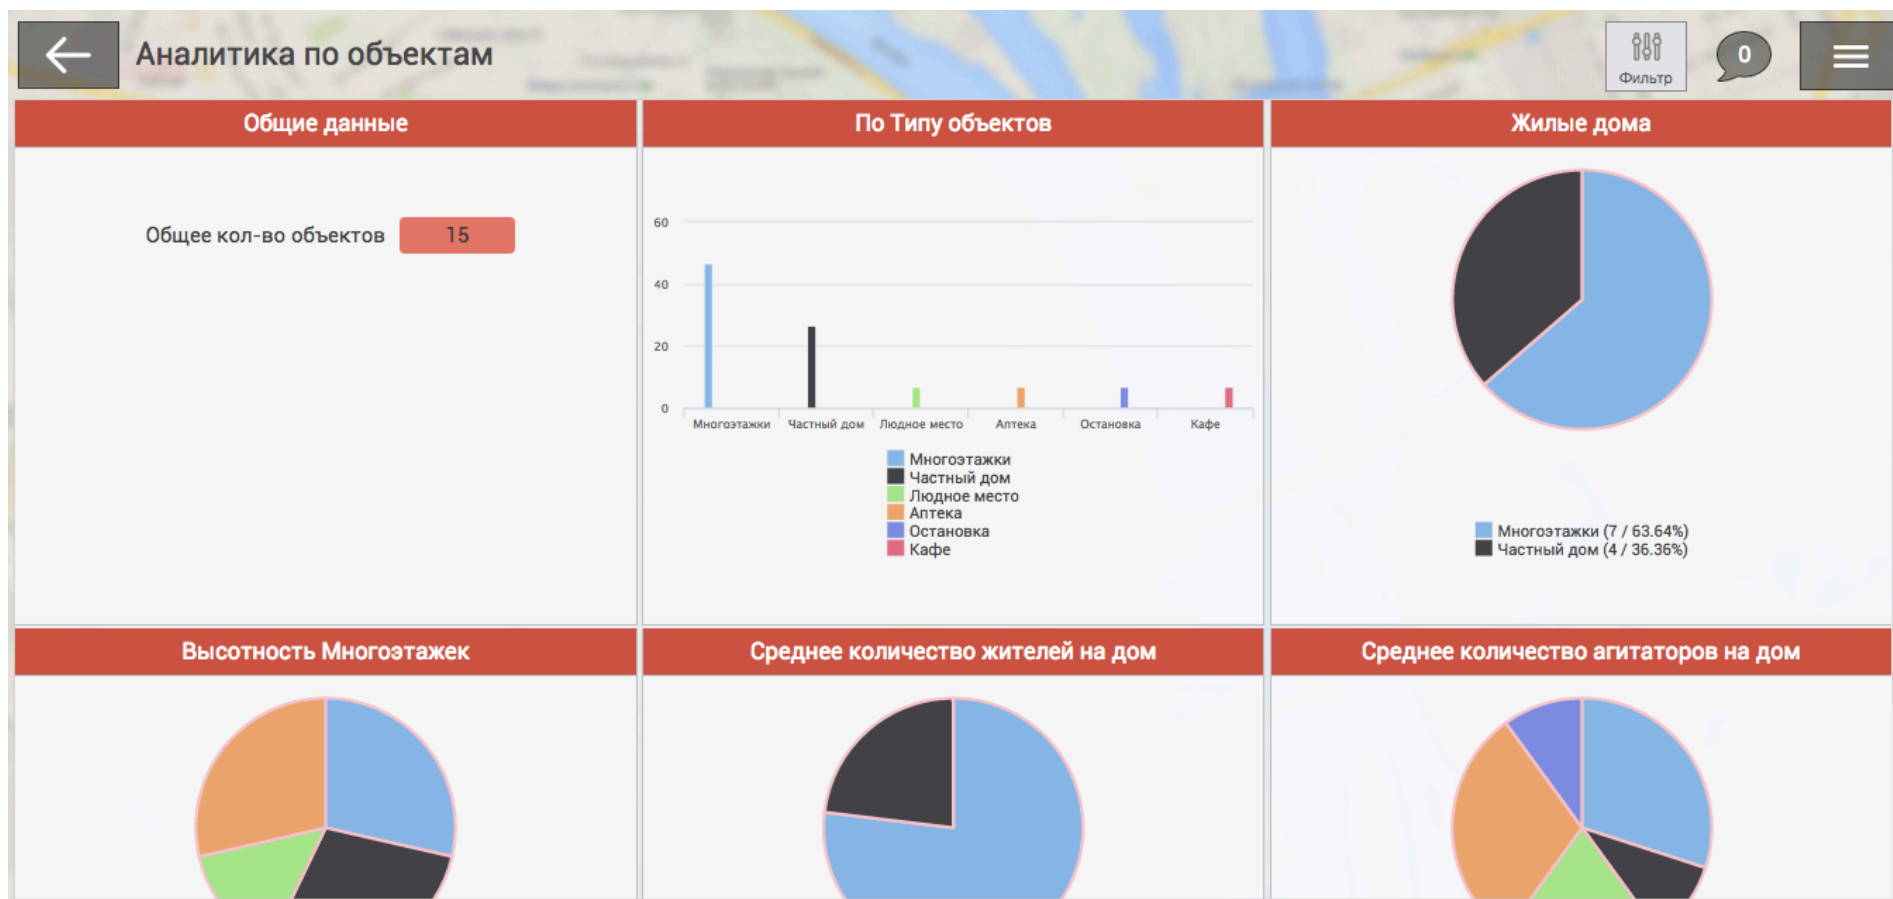 Аналитика по объектам
Фильтр
0
Общие данные
Общее кол-во объектов 15
По Типу объектов
60
40
20
0
Многоэтажки Частный дом Людное место Аптека Остановка Кафе
Многоэтажки
Частный дом
Людное место
Аптека
Остановка
Кафе
Жилые дома
Многоэтажки (7 / 63.64%)
Частный дом (4 / 36.36%)
Высотность Многоэтажек
Среднее количество жителей на дом
Среднее количество агитаторов на дом